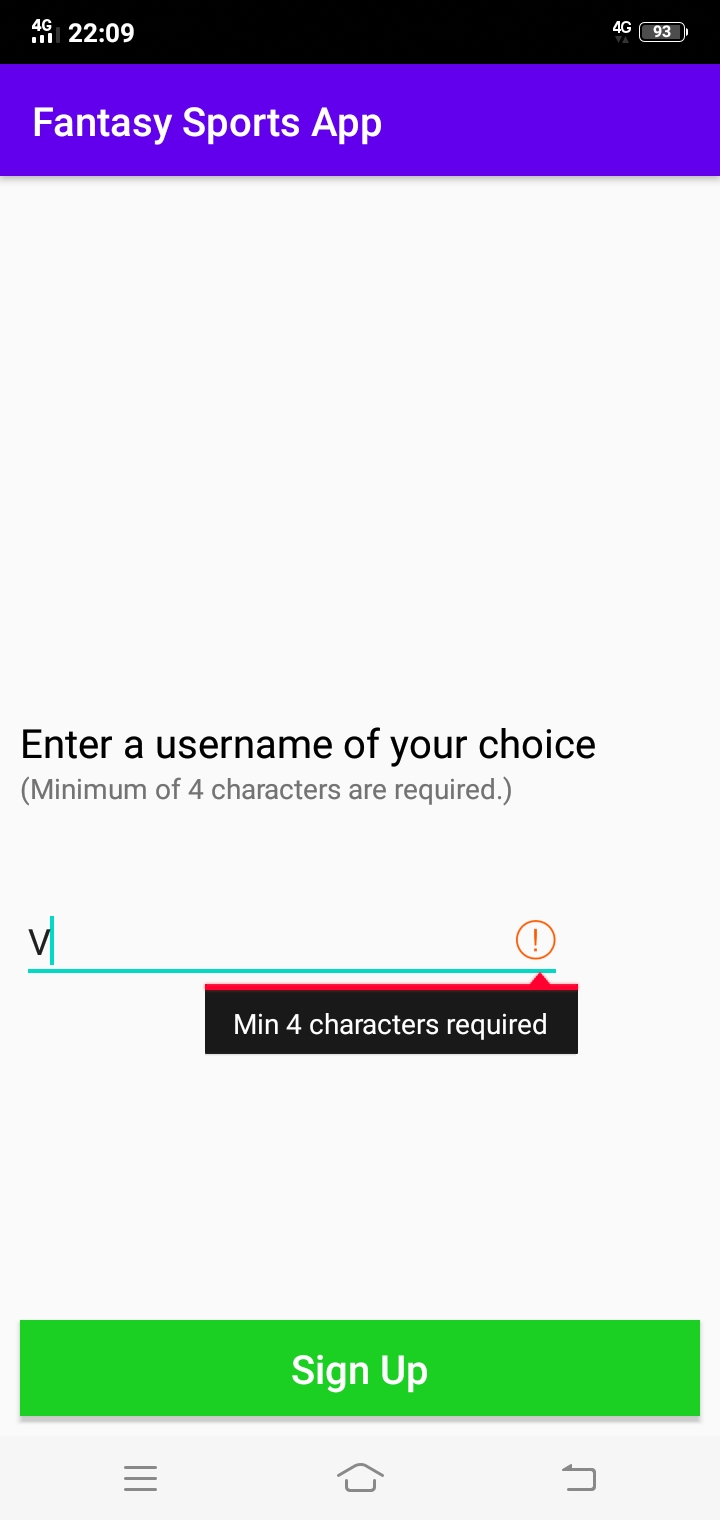 4G 22:09 4G 93
Fantasy Sports App
Enter a username of your choice
(Minimum of 4 characters are required.)
V
!
Min 4 characters required
Sign Up